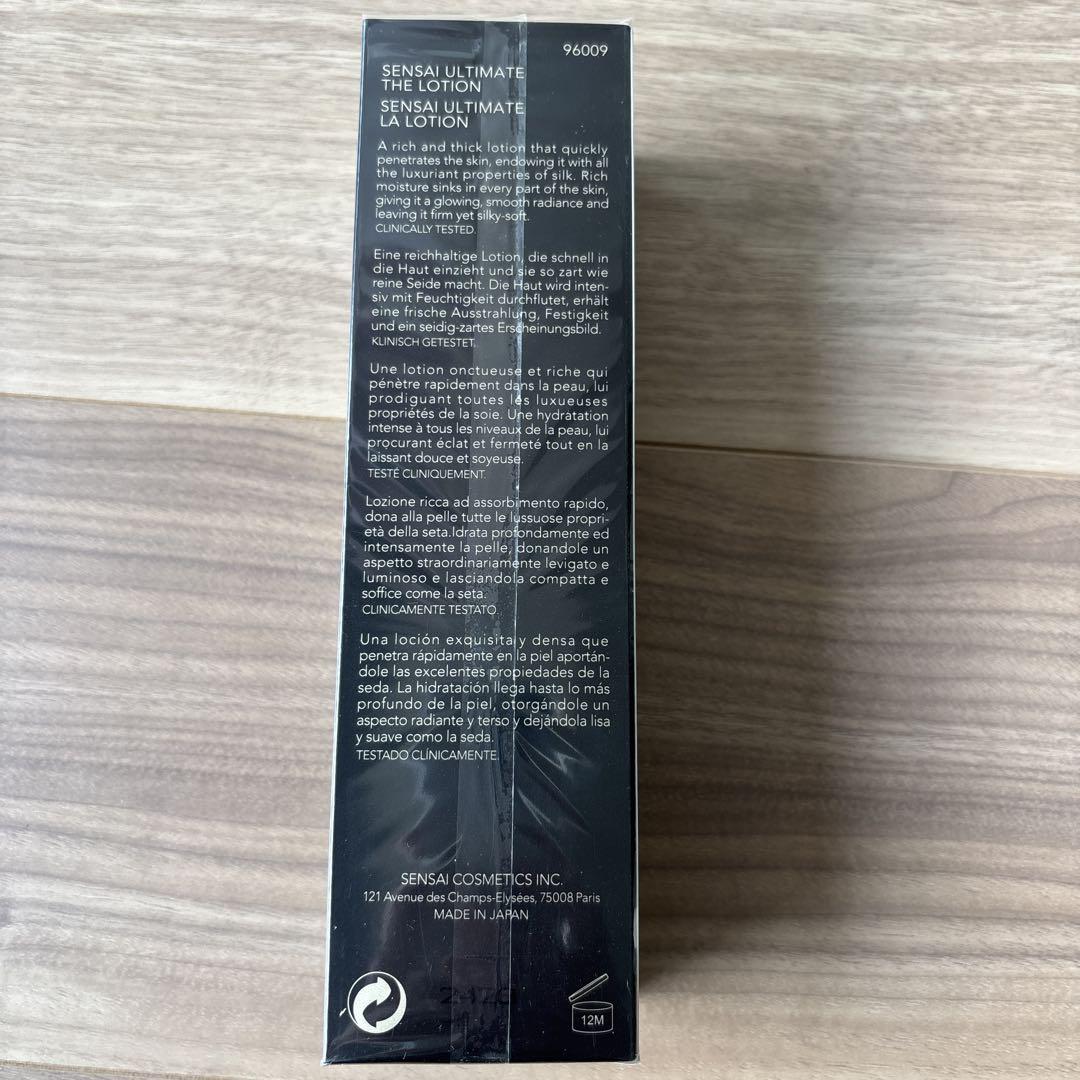 96009
SENSAI ULTIMATE
THE LOTION
SENSAI ULTIMATE
LA LOTION
A rich and thick lotion that quickly
penetrates the skin, endowing it with all
the luxuriant properties of silk. Rich
moisture sinks in every part of the skin,
giving it a glowing, smooth radiance and
leaving it firm yet silky-soft.
CLINICALLY TESTED.
Eine reichhaltige Lotion, die schnell in
die Haut einzieht und sie so zart wie
reine Seide macht. Die Haut wird inten-
siv mit Feuchtigkeit durchflutet, erhält
eine frische Ausstrahlung, Festigkeit
und ein seidig-zartes Erscheinungsbild.
KLINISCH GETESTET.
Une lotion onctueuse et riche qui
pénètre rapidement dans la peau, lui
prodiguant toutes les luxueuses
propriétés de la soie. Une hydratation
intense à tous les niveaux de la peau, lui
procurant éclat et fermeté tout en la
laissant douce et soyeuse.
TESTÉ CLINIQUEMENT.
Lozione ricca ad assorbimento rapido,
dona alla pelle tutte le lussuose propri-
età della seta.Idrata profondamente ed
intensamente la pelle, donandole un
aspetto straordinariamente levigato e
luminoso e lasciandola compatta e
soffice come la seta.
CLINICAMENTE TESTATO.
Una loción exquisita y densa que
penetra rápidamente en la piel aportán-
dole las excelentes propiedades de la
seda. La hidratación llega hasta lo más
profundo de la piel, otorgándole un
aspecto radiante y terso y dejándola lisa
y suave como la seda.
TESTADO CLÍNICAMENTE.
SENSAI COSMETICS INC.
121 Avenue des Champs-Elysées, 75008 Paris
MADE IN JAPAN
12M